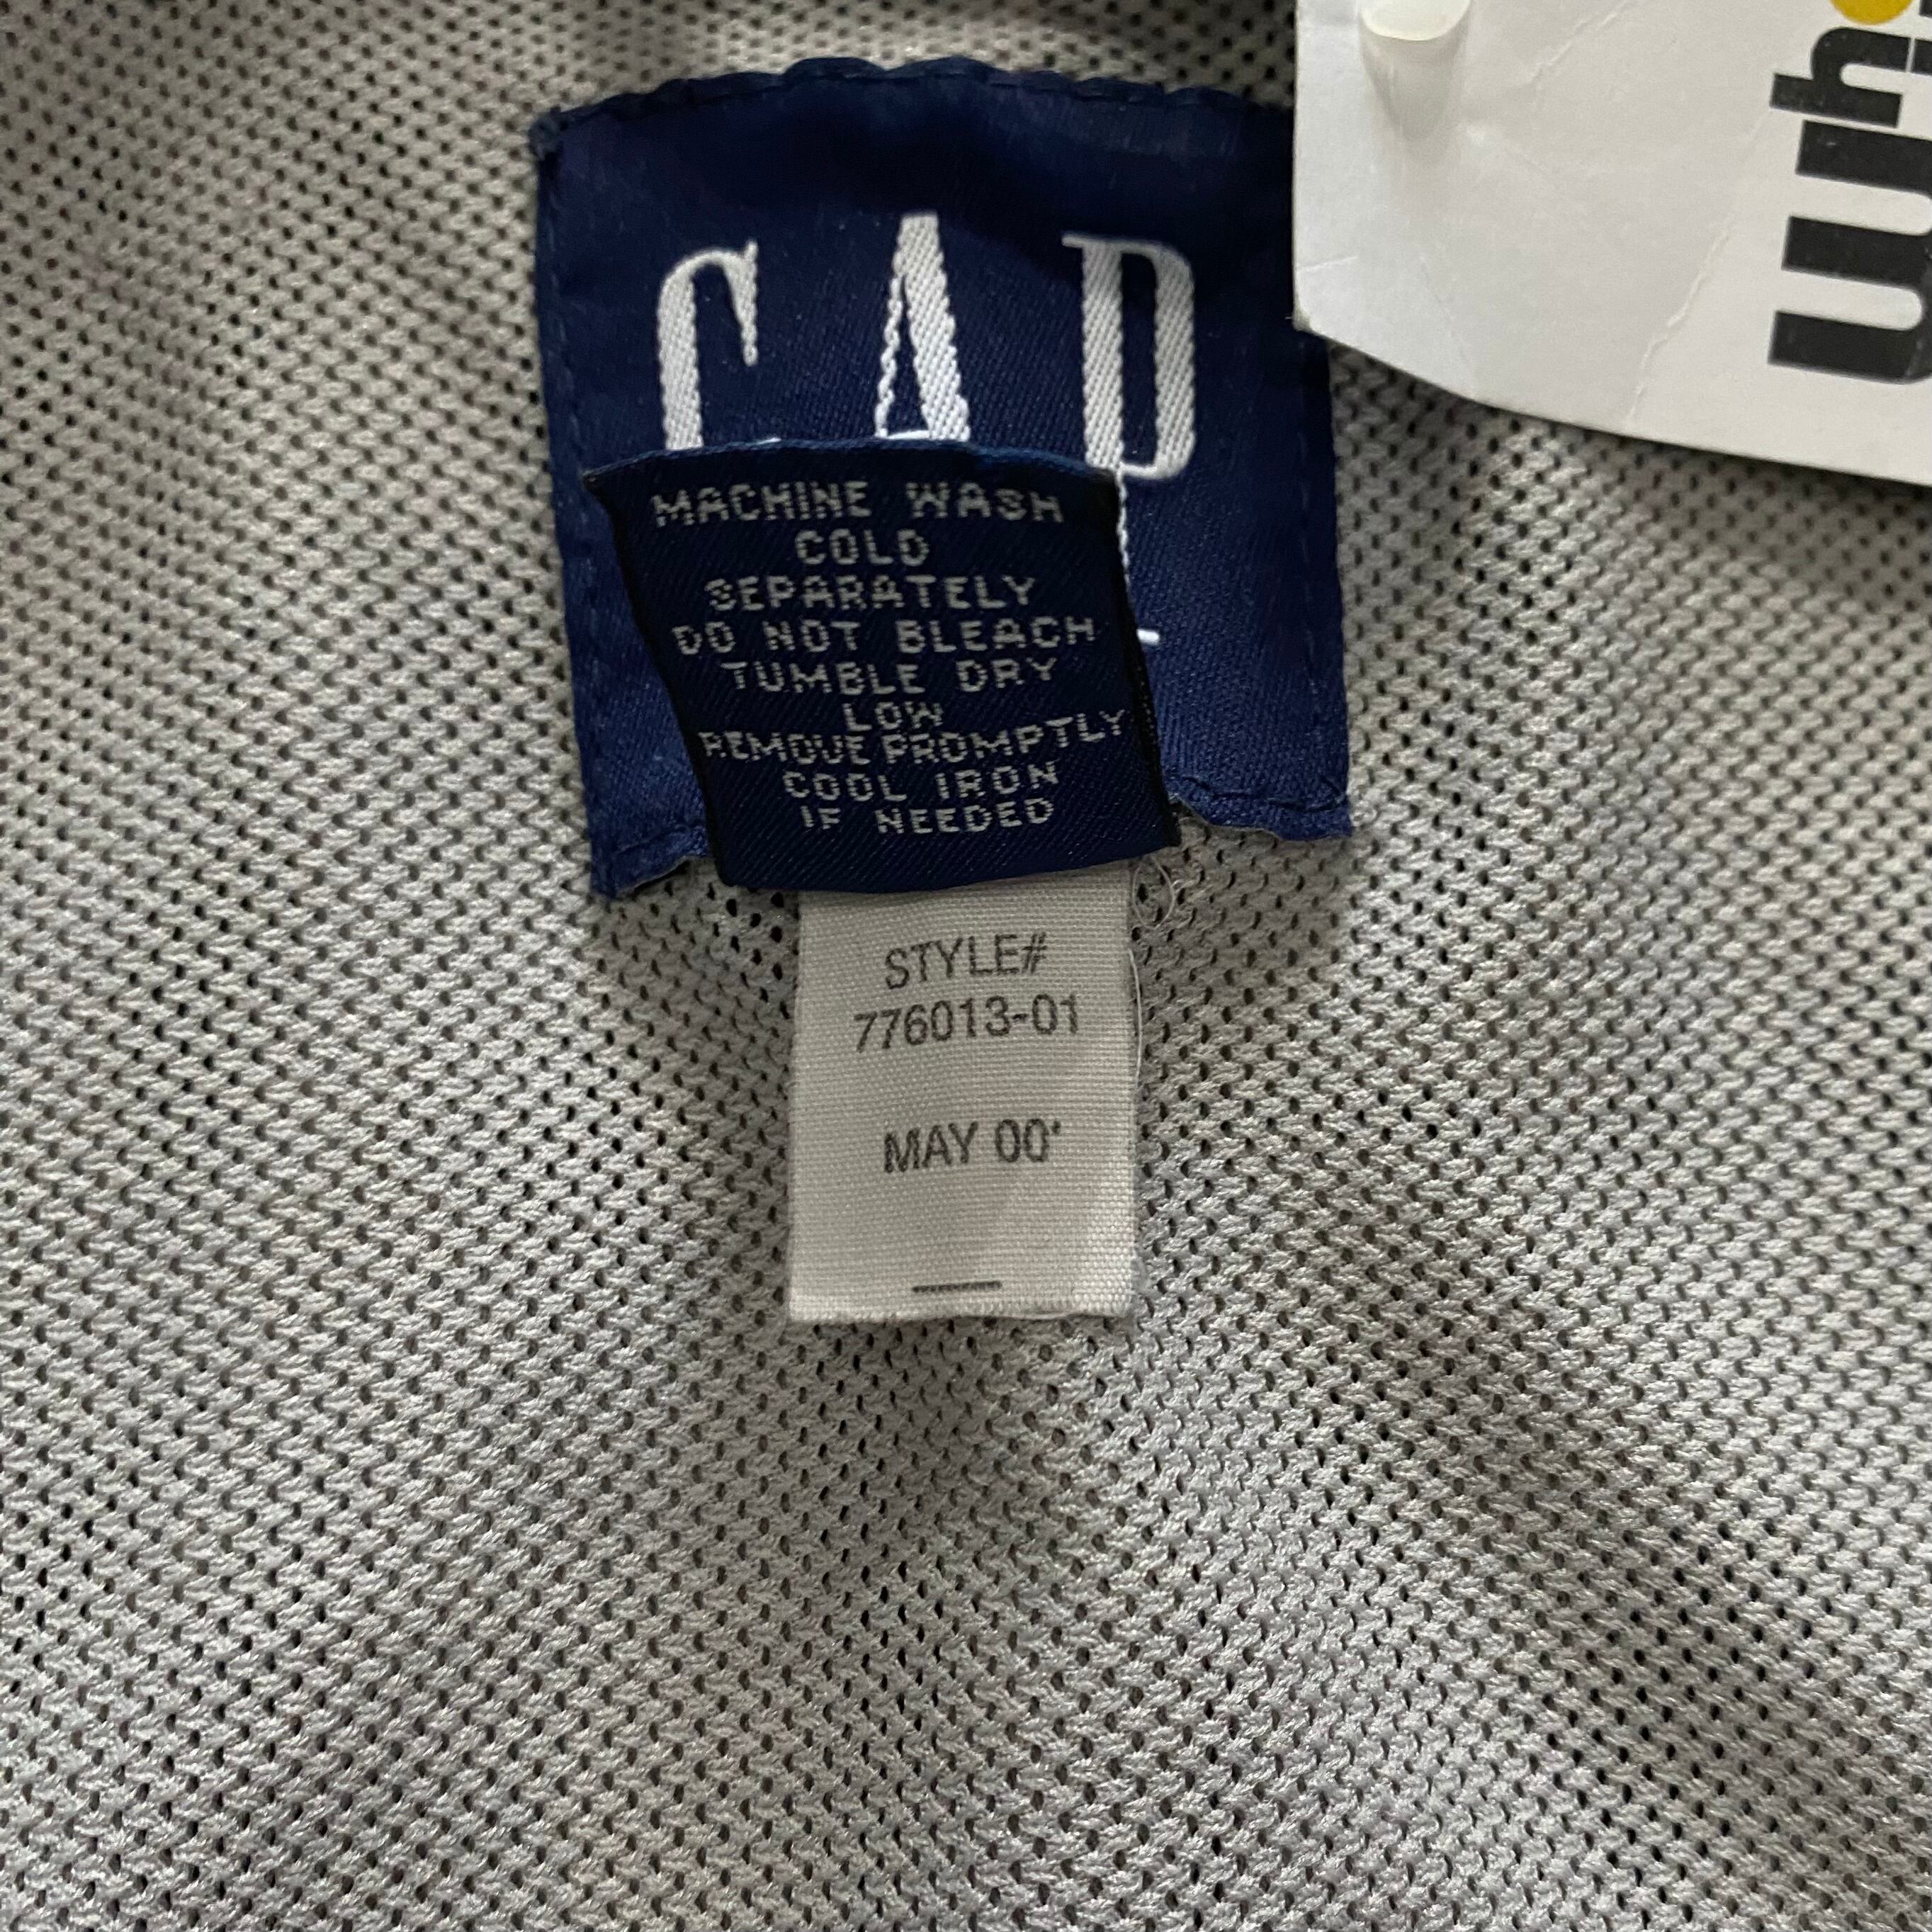 GAP
MACHINE WASH
COLD
SEPARATELY
DO NOT BLEACH
TUMBLE DRY
LOW
REMOVE PROMPTLY
COOL IRON
IF NEEDED
STYLE#
776013-01
MAY 00'